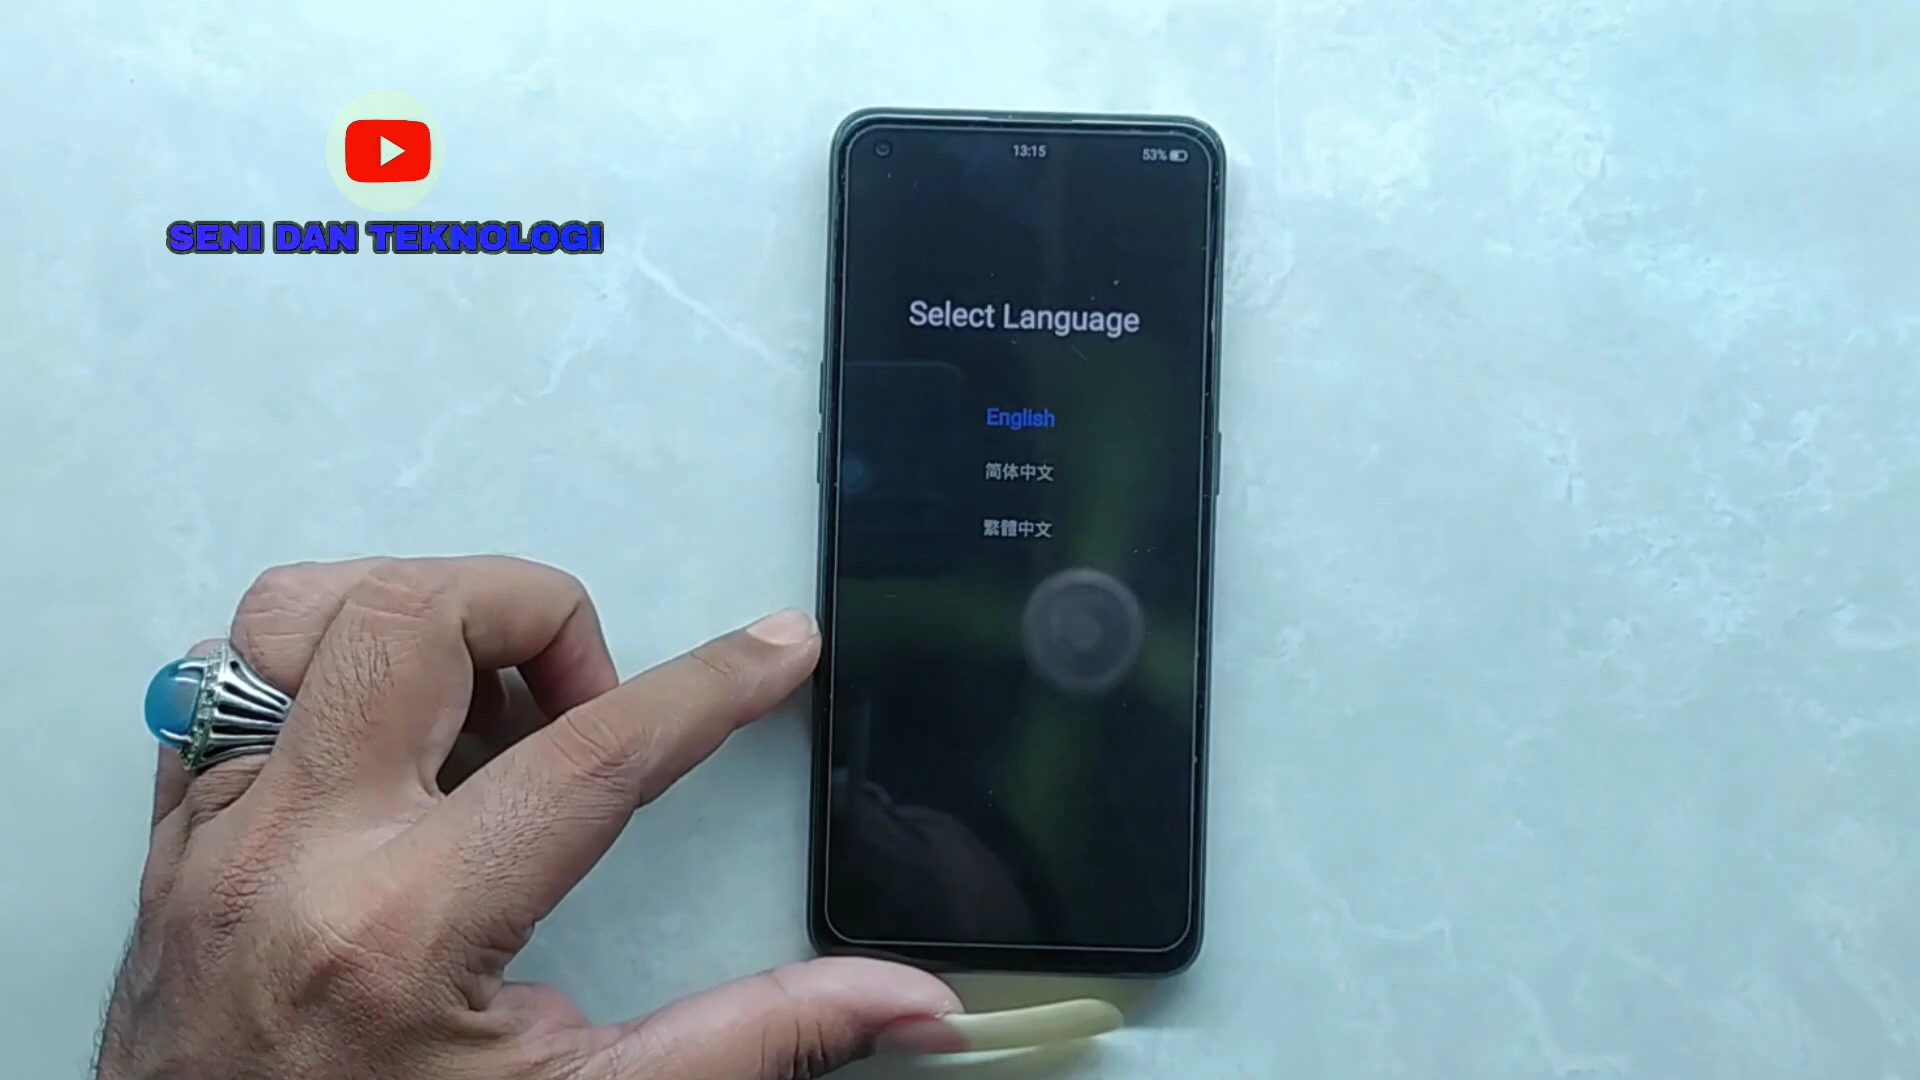 SENI DAN TEKNOLOGI
13:15
53%
Select Language
English
简体中文
繁體中文